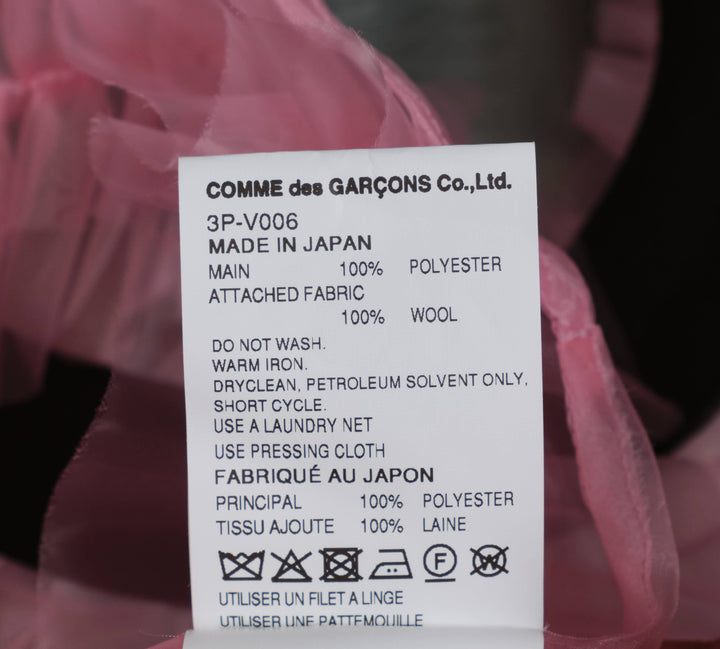 COMME des GARÇONS Co.,Ltd.
3P-V006
MADE IN JAPAN
MAIN 100% POLYESTER
ATTACHED FABRIC
100% WOOL
DO NOT WASH.
WARM IRON.
DRYCLEAN, PETROLEUM SOLVENT ONLY,
SHORT CYCLE.
USE A LAUNDRY NET
USE PRESSING CLOTH
FABRIQUÉ AU JAPON
PRINCIPAL 100% POLYESTER
TISSU AJOUTE 100% LAINE
F W
UTILISER UN FILET A LINGE
UTILISER UNE PATTEMOUILLE